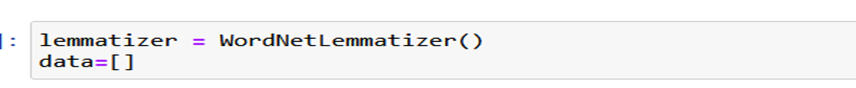 ]:
lemmatizer = WordNetLemmatizer()
data=[]